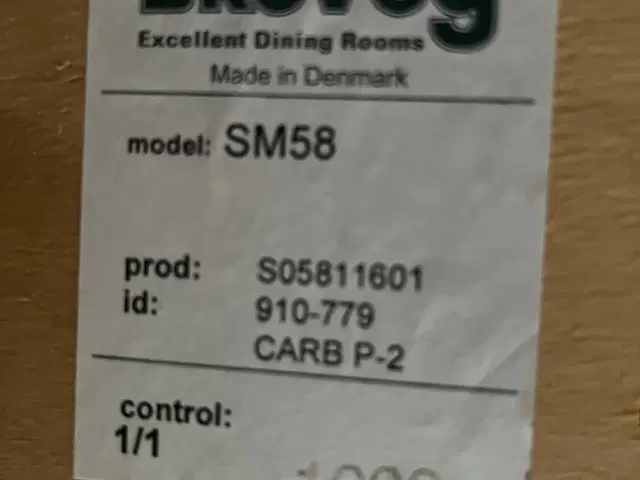 Excellent Dining Rooms
Made in Denmark
model: SM58
prod: S05811601
id: 910-779
CARB P-2
control:
1/1